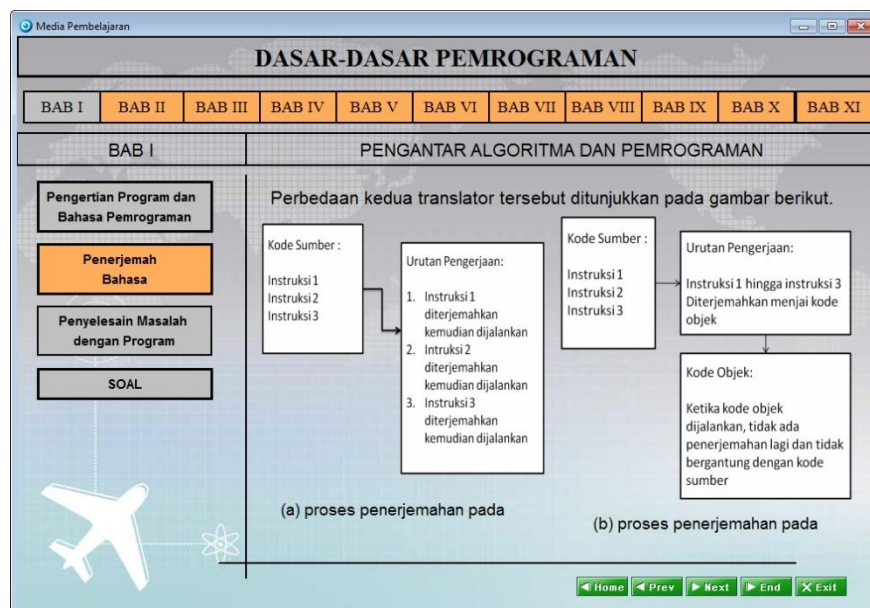 Media Pembelajaran
DASAR-DASAR PEMROGRAMAN
BAB I
BAB II
BAB III
BAB IV
BAB V
BAB VI
BAB VII
BAB VIII
BAB IX
BAB X
BAB XI
BAB I
PENGANTAR ALGORITMA DAN PEMROGRAMAN
Pengertian Program dan
Bahasa Pemrograman
Penerjemah
Bahasa
Penyelesain Masalah
dengan Program
SOAL
Perbedaan kedua translator tersebut ditunjukkan pada gambar berikut.
Kode Sumber :
Instruksi 1
Instruksi 2
Instruksi 3
Urutan Pengerjaan:
1. Instruksi 1
diterjemahkan
kemudian dijalankan
2. Intruksi 2
diterjemahkan
kemudian dijalankan
3. Instruksi 3
diterjemahkan
kemudian dijalankan
(a) proses penerjemahan pada
Kode Sumber :
Instruksi 1
Instruksi 2
Instruksi 3
Urutan Pengerjaan:
Instruksi 1 hingga instruksi 3
Diterjemahkan menjai kode
objek
Kode Objek:
Ketika kode objek
dijalankan, tidak ada
penerjemahan lagi dan tidak
bergantung dengan kode
sumber
(b) proses penerjemahan pada
Home
Prev
Next
End
Exit